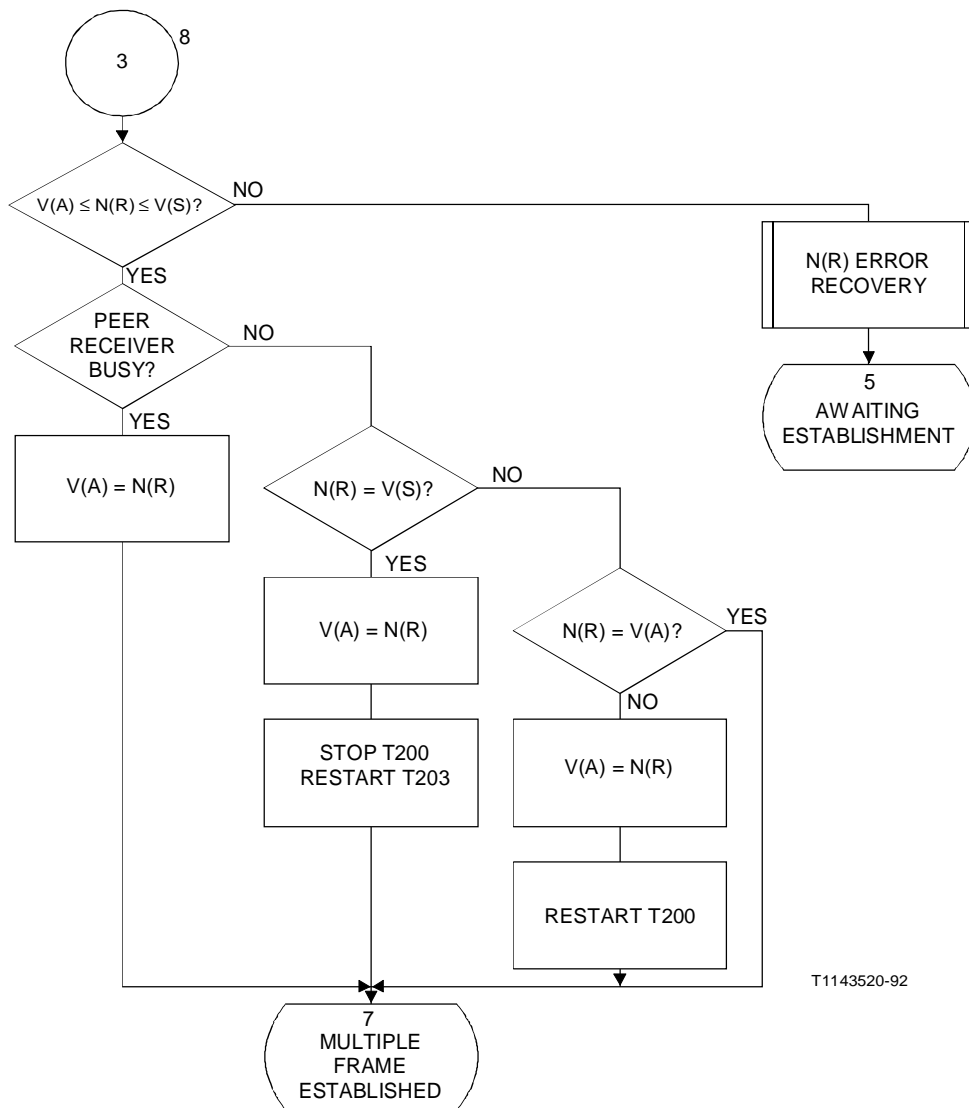 8
3
V(A) ≤ N(R) ≤ V(S)?
NO
YES
N(R) ERROR
RECOVERY
PEER
RECEIVER
BUSY?
NO
YES
5
AWAITING
ESTABLISHMENT
V(A) = N(R)
N(R) = V(S)?
NO
YES
V(A) = N(R)
N(R) = V(A)?
YES
NO
STOP T200
RESTART T203
V(A) = N(R)
RESTART T200
T1143520-92
7
MULTIPLE
FRAME
ESTABLISHED